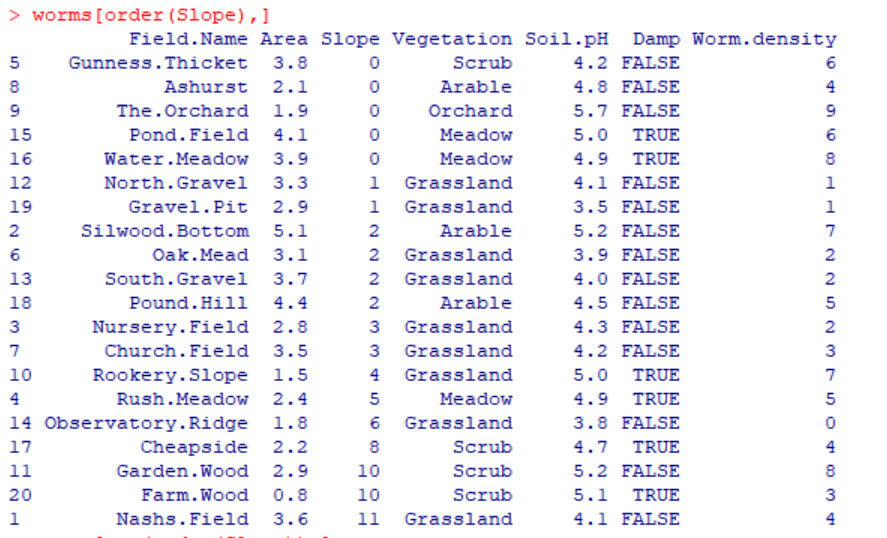 > worms[order(Slope),]
Field.Name Area Slope Vegetation Soil.pH Damp Worm.density
5 Gunness.Thicket 3.8 0 Scrub 4.2 FALSE 6
8 Ashurst 2.1 0 Arable 4.8 FALSE 4
9 The.Orchard 1.9 0 Orchard 5.7 FALSE 9
15 Pond.Field 4.1 0 Meadow 5.0 TRUE 6
16 Water.Meadow 3.9 0 Meadow 4.9 TRUE 8
12 North.Gravel 3.3 1 Grassland 4.1 FALSE 1
19 Gravel.Pit 2.9 1 Grassland 3.5 FALSE 1
2 Silwood.Bottom 5.1 2 Arable 5.2 FALSE 7
6 Oak.Mead 3.1 2 Grassland 3.9 FALSE 2
13 South.Gravel 3.7 2 Grassland 4.0 FALSE 2
18 Pound.Hill 4.4 2 Arable 4.5 FALSE 5
3 Nursery.Field 2.8 3 Grassland 4.3 FALSE 2
7 Church.Field 3.5 3 Grassland 4.2 FALSE 3
10 Rookery.Slope 1.5 4 Grassland 5.0 TRUE 7
4 Rush.Meadow 2.4 5 Meadow 4.9 TRUE 5
14 Observatory.Ridge 1.8 6 Grassland 3.8 FALSE 0
17 Cheapside 2.2 8 Scrub 4.7 TRUE 4
11 Garden.Wood 2.9 10 Scrub 5.2 FALSE 8
20 Farm.Wood 0.8 10 Scrub 5.1 TRUE 3
1 Nashs.Field 3.6 11 Grassland 4.1 FALSE 4